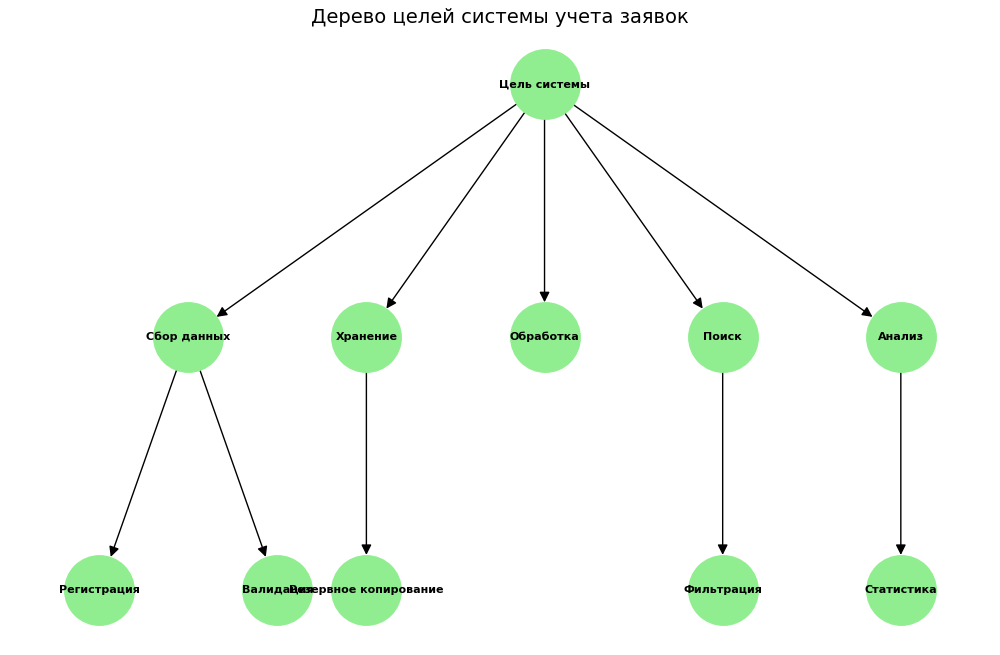 Дерево целей системы учета заявок
Цель системы
Сбор данных
Хранение
Обработка
Поиск
Анализ
Регистрация
Валидация
Резервное копирование
Фильтрация
Статистика